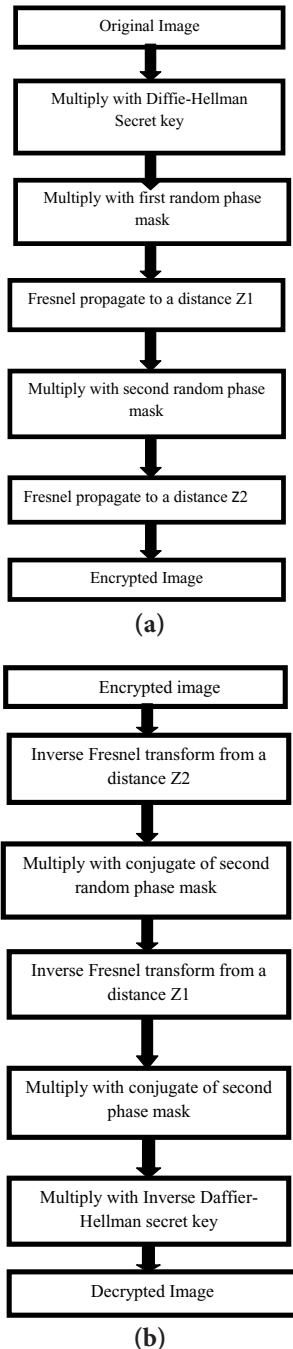 Original Image
Multiply with Diffie-Hellman
Secret key
Multiply with first random phase
mask
Fresnel propagate to a distance Z1
Multiply with second random phase
mask
Fresnel propagate to a distance Z2
Encrypted Image
(a)
Encrypted image
Inverse Fresnel transform from a
distance Z2
Multiply with conjugate of second
random phase mask
Inverse Fresnel transform from a
distance Z1
Multiply with conjugate of second
phase mask
Multiply with Inverse Daffier-
Hellman secret key
Decrypted Image
(b)